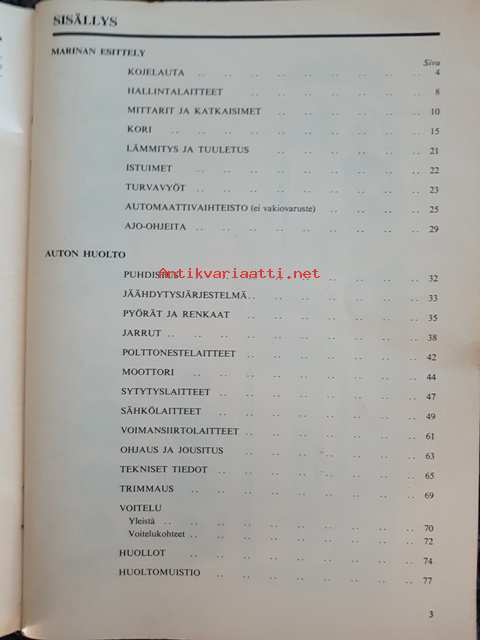 SISÄLLYS
MARINAN ESITTELY
Sivu
KOJELAUTA .. .. .. .. .. .. .. .. .. 4
HALLINTALAITTEET .. .. .. .. .. .. .. 8
MITTARIT JA KATKAISIMET .. .. .. .. .. .. 10
KORI .. .. .. .. .. .. .. .. .. .. 15
LÄMMITYS JA TUULETUS .. .. .. .. .. .. 21
ISTUIMET .. .. .. .. .. .. .. .. .. 22
TURVAVYÖT .. .. .. .. .. .. .. .. .. 23
AUTOMAATTIVAIHTEISTO (ei vakiovaruste) .. .. .. .. 25
AJO-OHJEITA .. .. .. .. .. .. .. .. .. 29
AUTON HUOLTO
Antikvariaatti.net
PUHDISTUS .. .. .. .. .. .. .. 32
JÄÄHDYTYSJÄRJESTELMÄ .. .. .. .. .. .. .. 33
PYÖRÄT JA RENKAAT .. .. .. .. .. .. .. 35
JARRUT .. .. .. .. .. .. .. .. .. .. 38
POLTTONESTELAITTEET .. .. .. .. .. .. .. 42
MOOTTORI .. .. .. .. .. .. .. .. .. 44
SYTYTYSLAITTEET .. .. .. .. .. .. .. .. 47
SÄHKÖLAITTEET .. .. .. .. .. .. .. .. 49
VOIMANSIIRTOLAITTEET .. .. .. .. .. .. .. 61
OHJAUS JA JOUSITUS .. .. .. .. .. .. .. 63
TEKNISET TIEDOT .. .. .. .. .. .. .. .. 65
TRIMMAUS .. .. .. .. .. .. .. .. .. 69
VOITELU
Yleistä .. .. .. .. .. .. .. .. .. .. 70
Voitelukohteet .. .. .. .. .. .. .. .. .. 72
HUOLLOT .. .. .. .. .. .. .. .. .. 74
HUOLTOMUISTIO .. .. .. .. .. .. .. .. 77
3